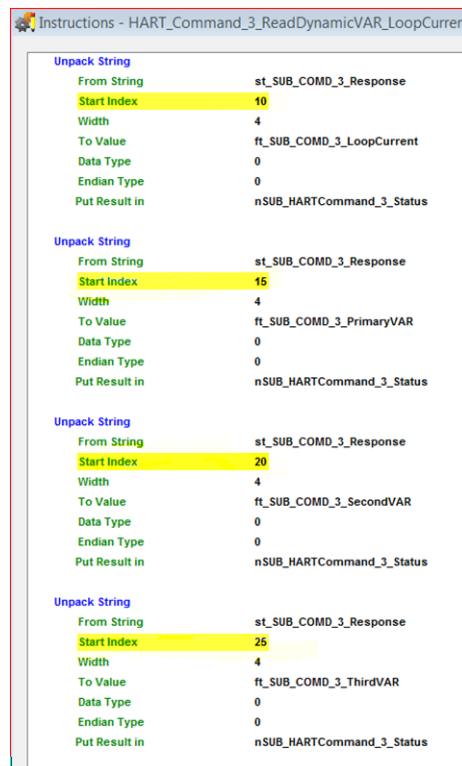 Instructions - HART_Command_3_ReadDynamicVAR_LoopCurren
Unpack String
From String st_SUB_COMD_3_Response
Start Index 10
Width 4
To Value ft_SUB_COMD_3_LoopCurrent
Data Type 0
Endian Type 0
Put Result in nSUB_HARTCommand_3_Status
Unpack String
From String st_SUB_COMD_3_Response
Start Index 15
Width 4
To Value ft_SUB_COMD_3_PrimaryVAR
Data Type 0
Endian Type 0
Put Result in nSUB_HARTCommand_3_Status
Unpack String
From String st_SUB_COMD_3_Response
Start Index 20
Width 4
To Value ft_SUB_COMD_3_SecondVAR
Data Type 0
Endian Type 0
Put Result in nSUB_HARTCommand_3_Status
Unpack String
From String st_SUB_COMD_3_Response
Start Index 25
Width 4
To Value ft_SUB_COMD_3_ThirdVAR
Data Type 0
Endian Type 0
Put Result in nSUB_HARTCommand_3_Status